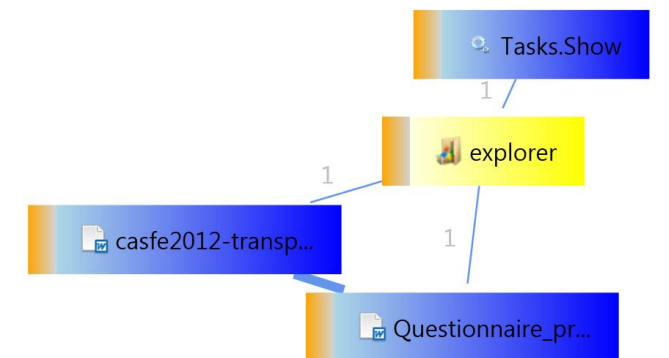 Tasks.Show
1
explorer
1
casfe2012-transp...
1
Questionnaire_pr...